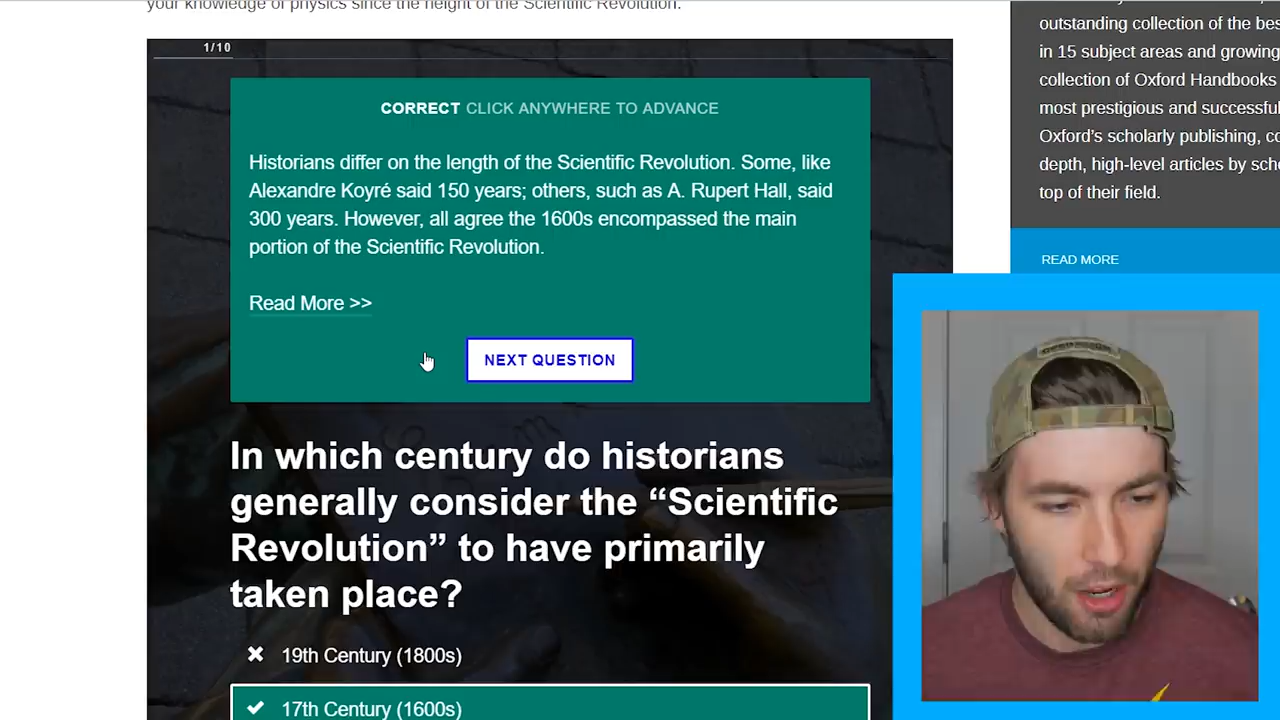 your knowledge of physics since the height of the Scientific Revolution.
1/10
CORRECT CLICK ANYWHERE TO ADVANCE
Historians differ on the length of the Scientific Revolution. Some, like
Alexandre Koyré said 150 years; others, such as A. Rupert Hall, said
300 years. However, all agree the 1600s encompassed the main
portion of the Scientific Revolution.
Read More >>
NEXT QUESTION
In which century do historians
generally consider the “Scientific
Revolution” to have primarily
taken place?
19th Century (1800s)
17th Century (1600s)
outstanding collection of the bes
in 15 subject areas and growing
collection of Oxford Handbooks
most prestigious and successful
Oxford’s scholarly publishing, co
depth, high-level articles by scho
top of their field.
READ MORE